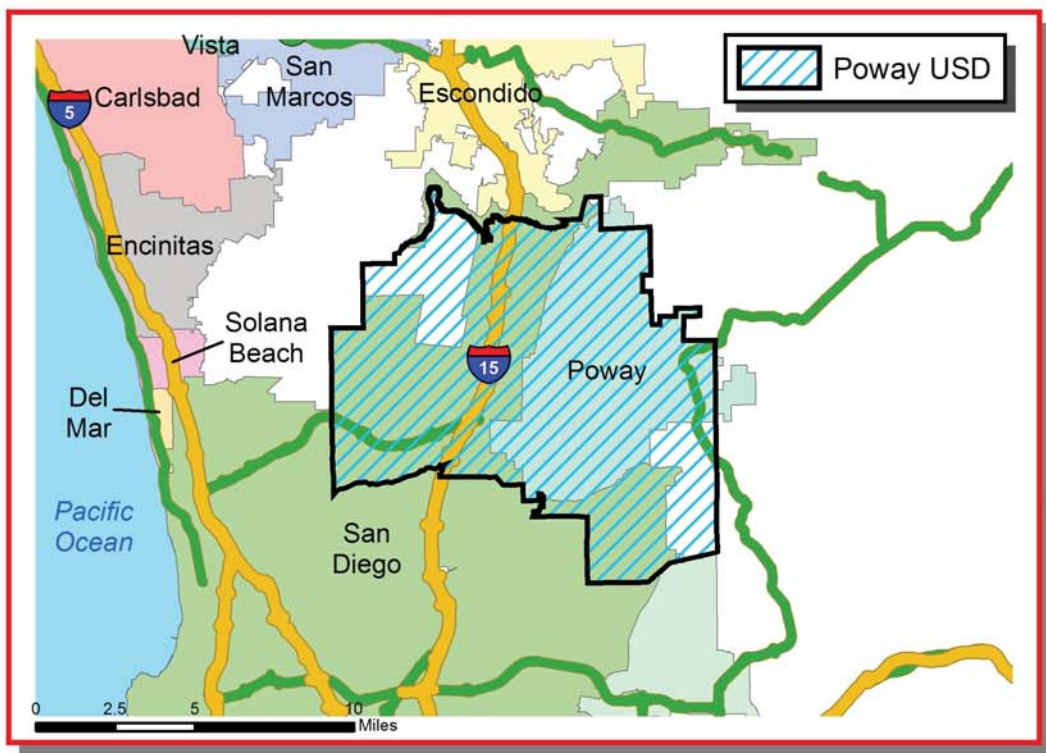 Vista
San
Marcos
Carlsbad
5
Escondido
Poway USD
Encinitas
Solana
Beach
15
Poway
Del
Mar
Pacific
Ocean
San
Diego
0 2.5 5 10
Miles